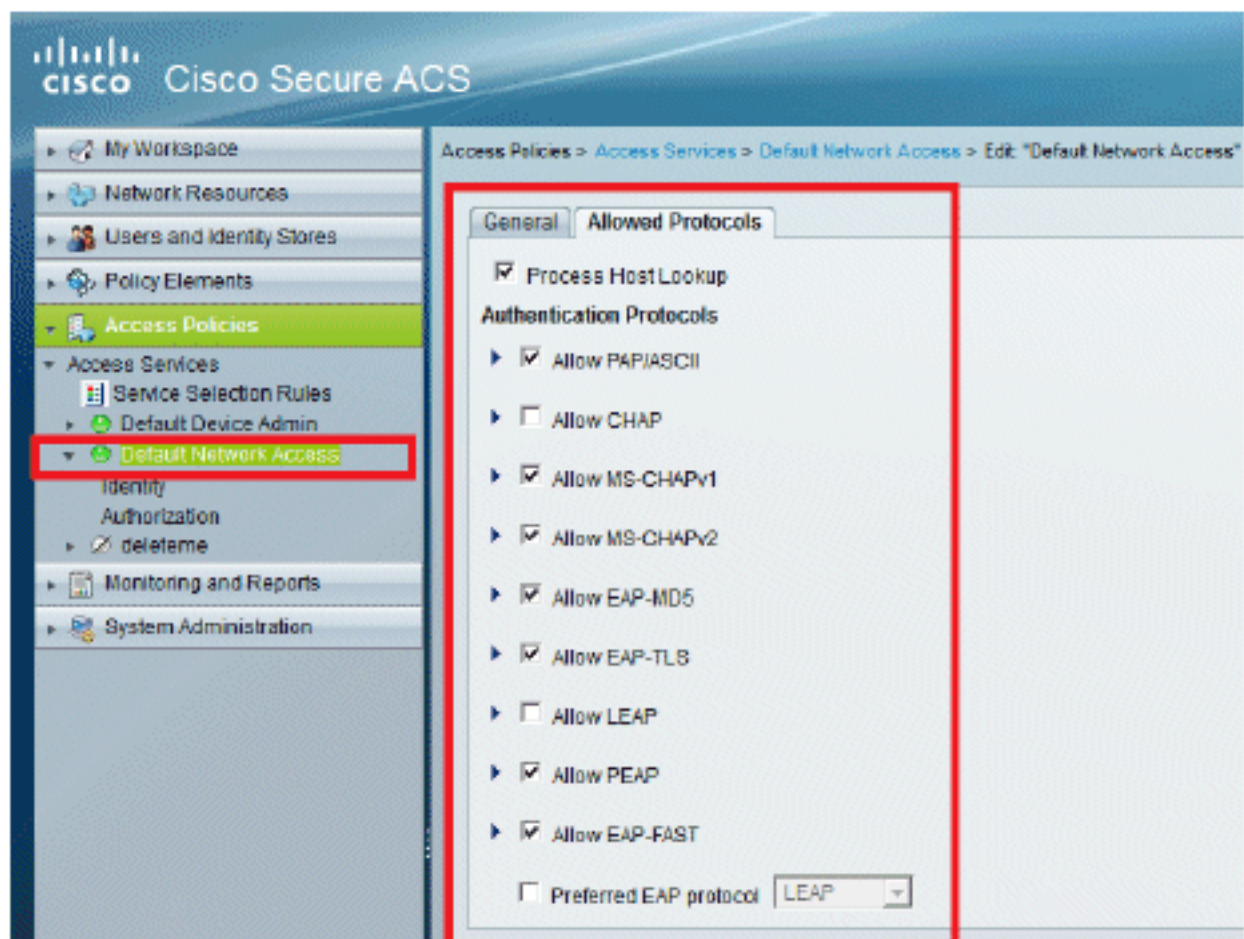 CISCO Cisco Secure ACS
My Workspace
Network Resources
Users and Identity Stores
Policy Elements
Access Policies
Access Services
Service Selection Rules
Default Device Admin
Default Network Access
Identity
Authorization
deleteme
Monitoring and Reports
System Administration
Access Policies > Access Services > Default Network Access > Edit: "Default Network Access"
General Allowed Protocols
Process Host Lookup
Authentication Protocols
Allow PAP/ASCII
Allow CHAP
Allow MS-CHAPv1
Allow MS-CHAPv2
Allow EAP-MD5
Allow EAP-TLS
Allow LEAP
Allow PEAP
Allow EAP-FAST
Preferred EAP protocol LEAP